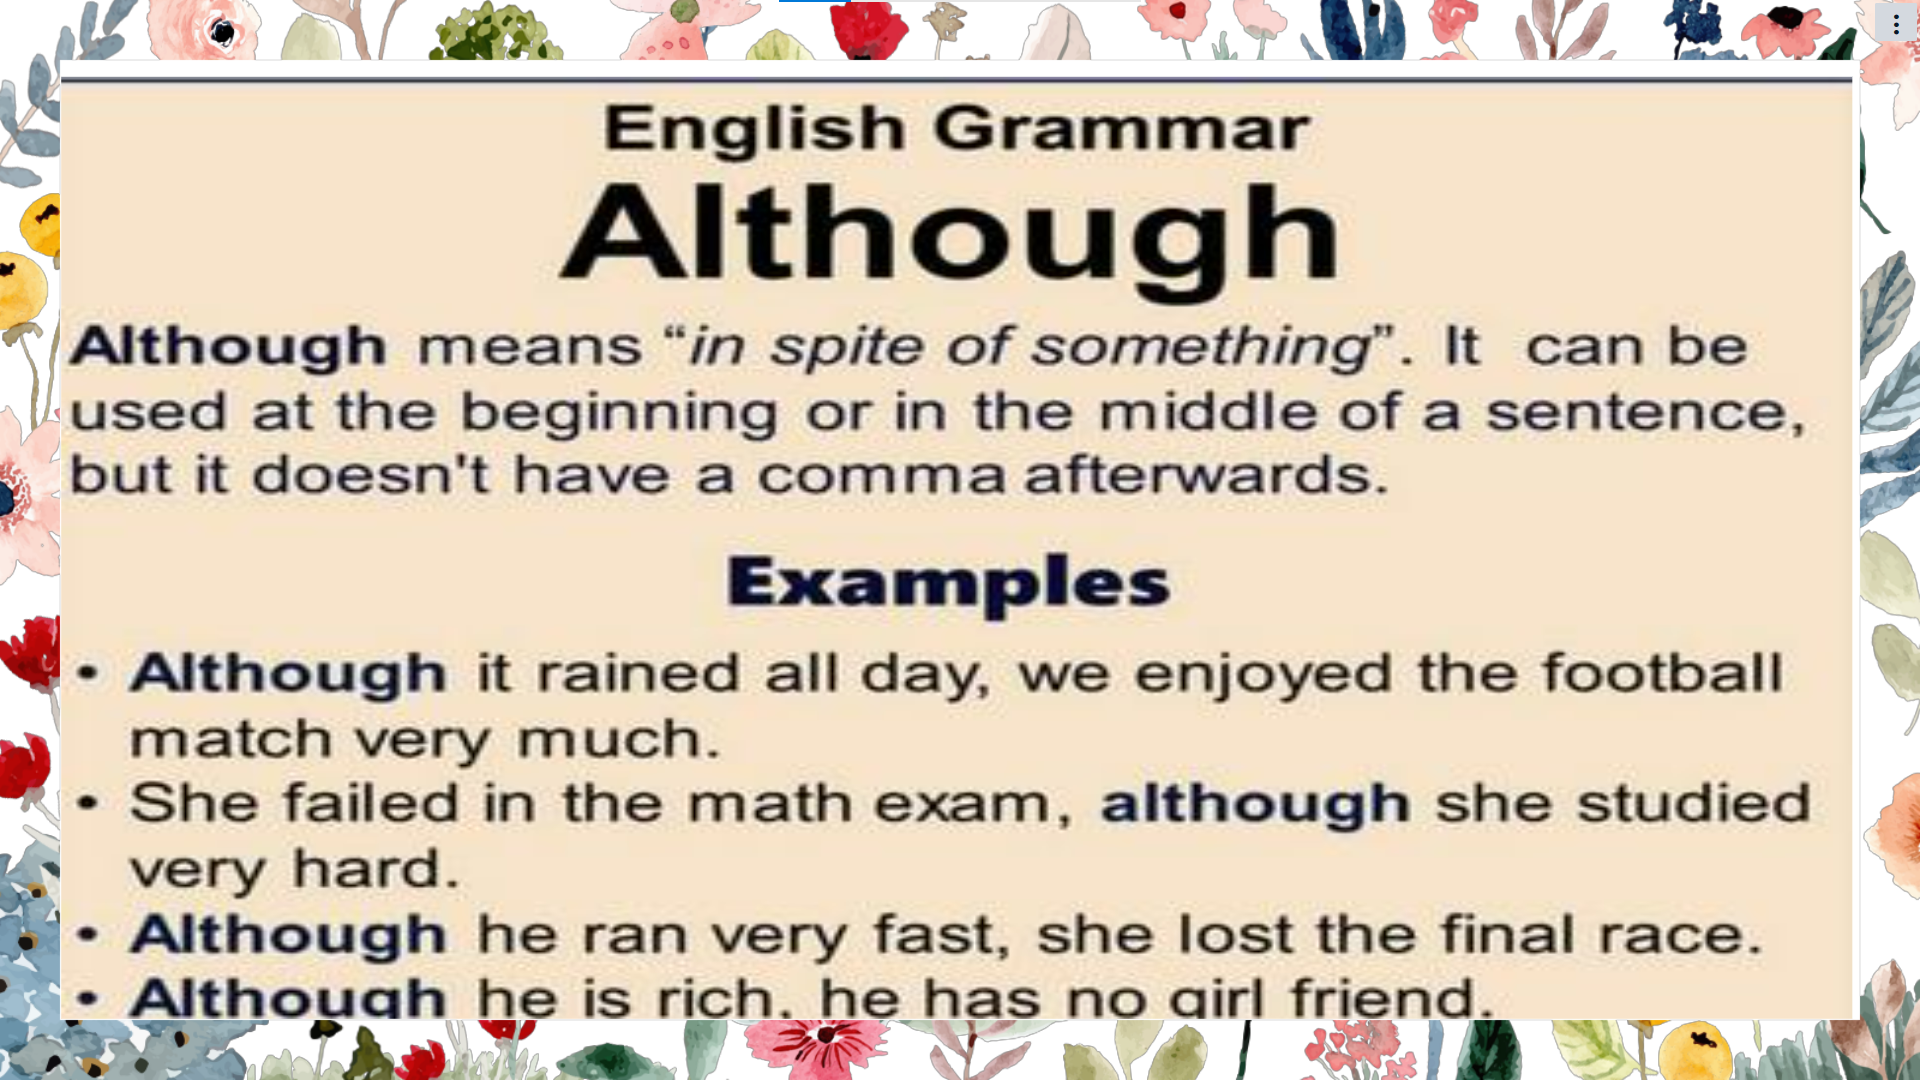 English Grammar
Although
Although means “in spite of something”. It can be
used at the beginning or in the middle of a sentence,
but it doesn't have a comma afterwards.
Examples
• Although it rained all day, we enjoyed the football
match very much.
• She failed in the math exam, although she studied
very hard.
• Although he ran very fast, she lost the final race.
• Although he is rich, he has no girl friend.